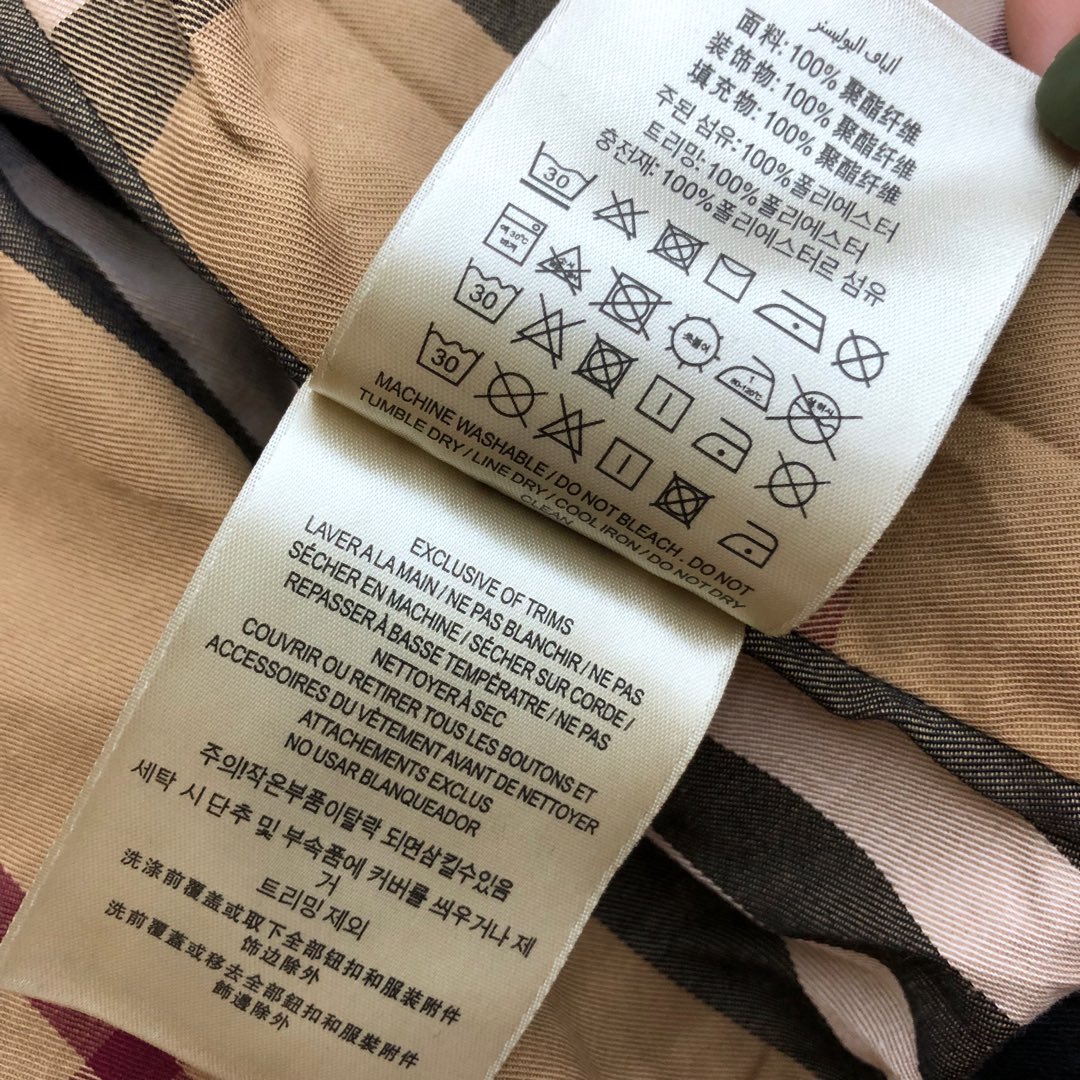 الياف البوليستر
面料: 100% 聚酯纤维
装饰物: 100% 聚酯纤维
填充物: 100% 聚酯纤维
주된 섬유: 100%폴리에스터
트리밍: 100%폴리에스터
충전재: 100%폴리에스터르 섬유
30
약 30℃
30
80-120℃
30
MACHINE WASHABLE / DO NOT BLEACH . DO NOT
TUMBLE DRY / LINE DRY / COOL IRON / DO NOT DRY
CLEAN
EXCLUSIVE OF TRIMS
LAVER A LA MAIN / NE PAS BLANCHIR / NE PAS
SÉCHER EN MACHINE / SÉCHER SUR CORDE /
REPASSER À BASSE TEMPÉRATRE / NE PAS
NETTOYER À SEC
COUVRIR OU RETIRER TOUS LES BOUTONS ET
ACCESSOIRES DU VÊTEMENT AVANT DE NETTOYER
ATTACHEMENTS EXCLUS
NO USAR BLANQUEADOR
주의!작은부품이탈락 되면삼킬수있음
세탁 시 단추 및 부속품에 커버를 씌우거나 제
거
트리밍 제외
洗涤前覆盖或取下全部钮扣和服装附件
饰边除外
洗前覆蓋或移去全部鈕扣和服裝附件
飾邊除外